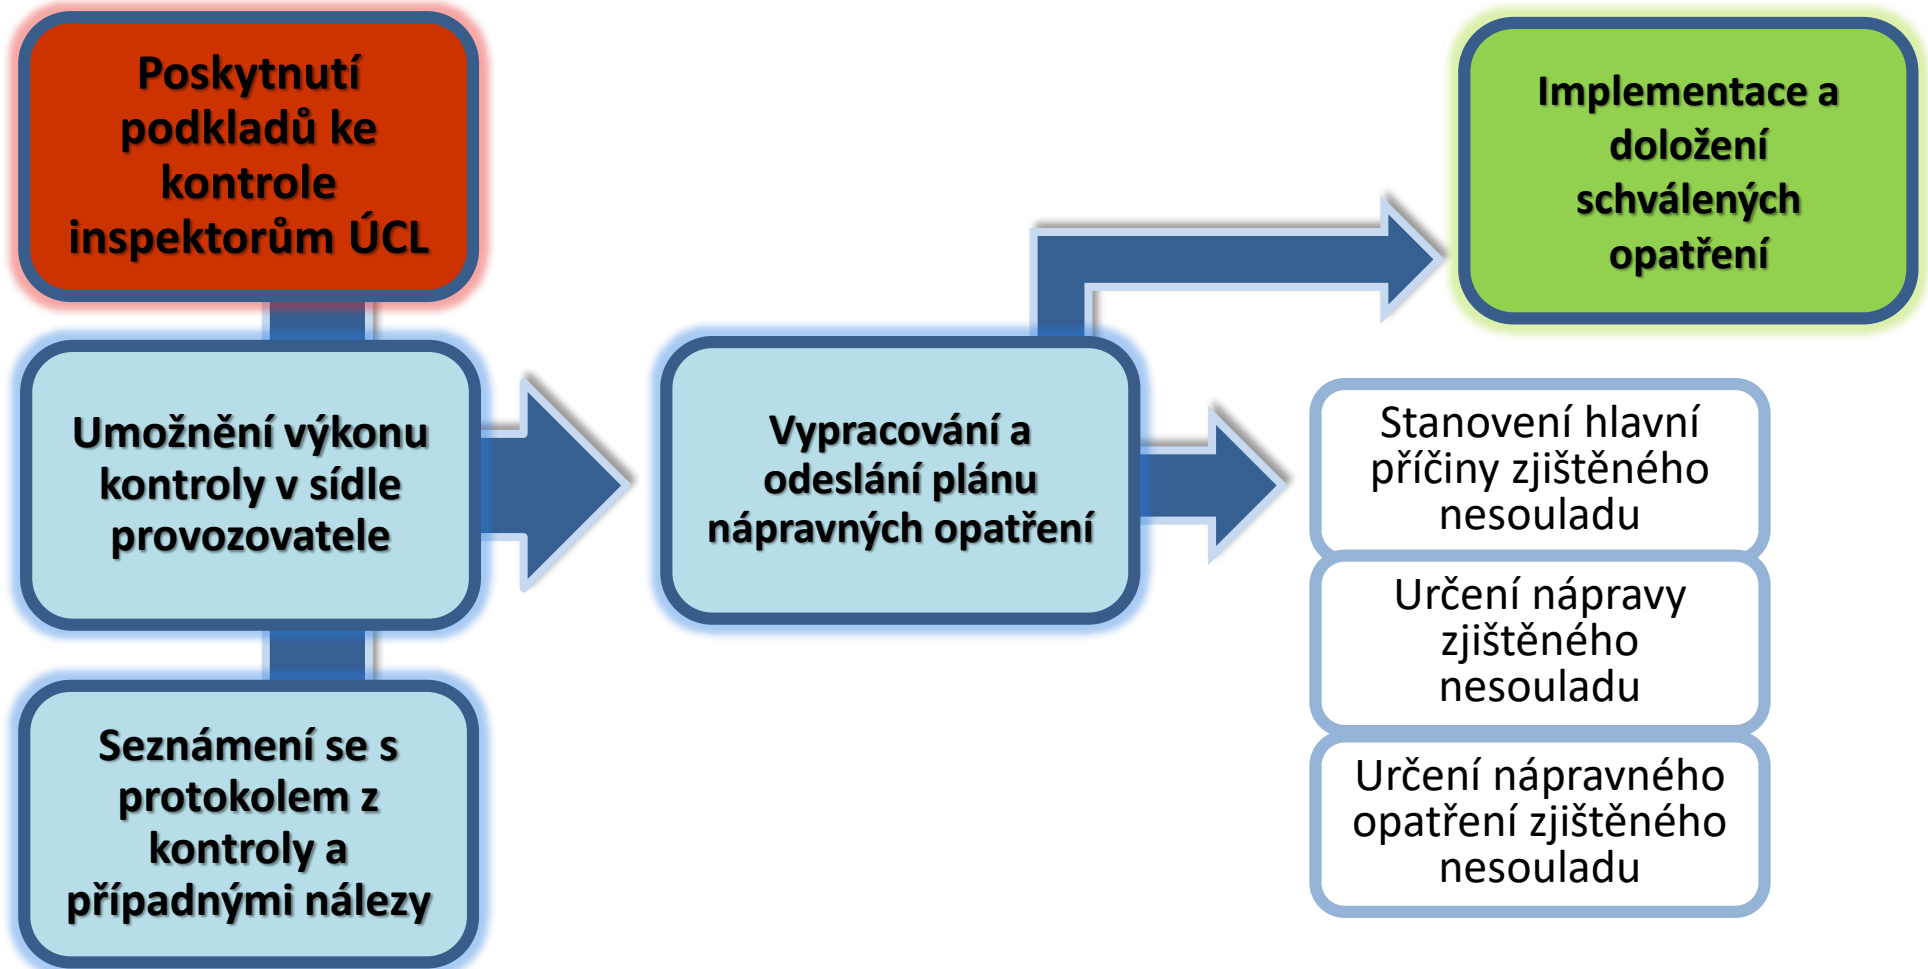 Poskytnutí
podkladů ke
kontrole
inspektorům ÚCL
Umožnění výkonu
kontroly v sídle
provozovatele
Seznámení se s
protokolem z
kontroly a
případnými nálezy
Vypracování a
odeslání plánu
nápravných opatření
Implementace a
doložení
schválených
opatření
Stanovení hlavní
příčiny zjištěného
nesouladu
Určení nápravy
zjištěného
nesouladu
Určení nápravného
opatření zjištěného
nesouladu